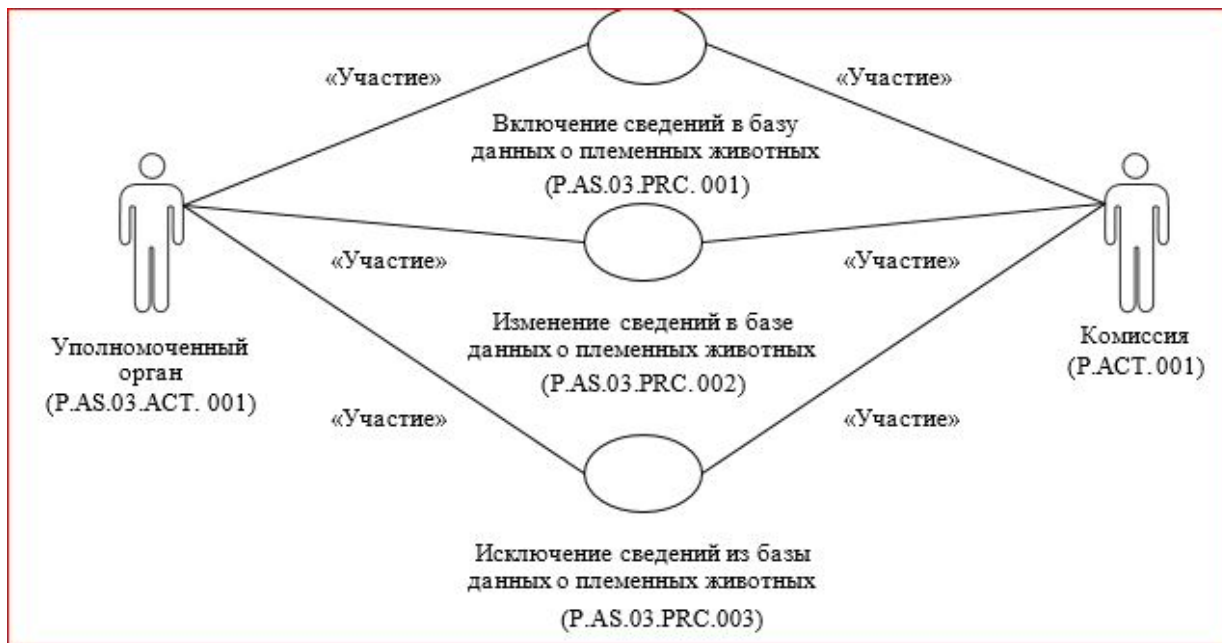 «Участие»
«Участие»
Включение сведений в базу
данных о племенных животных
(P.AS.03.PRC. 001)
«Участие»
«Участие»
Уполномоченный
орган
(P.AS.03.ACT. 001)
Изменение сведений в базе
данных о племенных животных
(P.AS.03.PRC. 002)
Комиссия
(P.ACT. 001)
«Участие»
«Участие»
Исключение сведений из базы
данных о племенных животных
(P.AS.03.PRC.003)